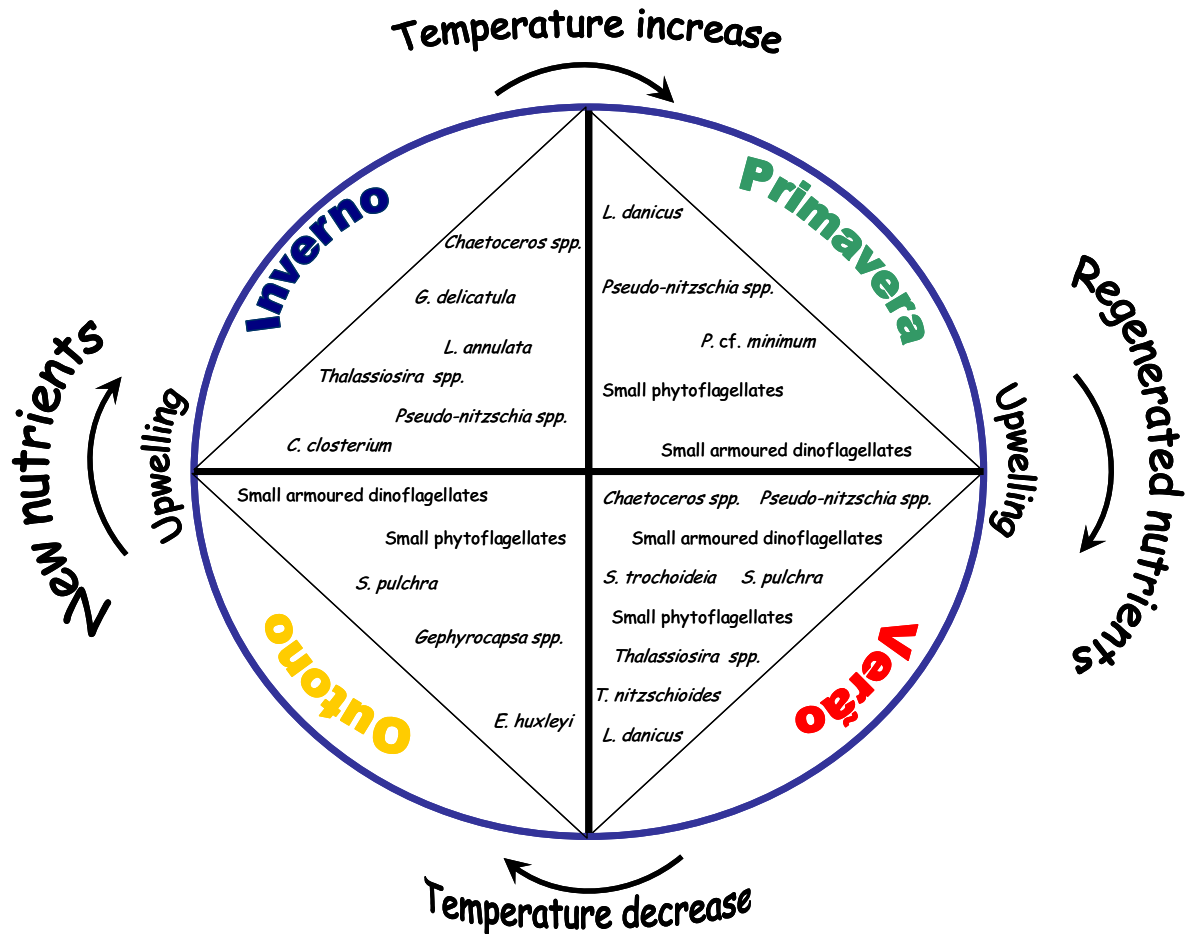 Temperature increase
Inverno
Chaetoceros spp.
G. delicatula
L. annulata
Thalassiosira spp.
Pseudo-nitzschia spp.
C. closterium
Primavera
L. danicus
Pseudo-nitzschia spp.
P. cf. minimum
Small phytoflagellates
Small armoured dinoflagellates
New nutrients
Upwelling
Upwelling
Regenerated nutrients
Small armoured dinoflagellates
Small phytoflagellates
S. pulchra
Gephyrocapsa spp.
E. huxleyi
Outono
Chaetoceros spp. Pseudo-nitzschia spp.
Small armoured dinoflagellates
S. trochoideia S. pulchra
Small phytoflagellates
Thalassiosira spp.
T. nitzschioides
L. danicus
Verão
Temperature decrease